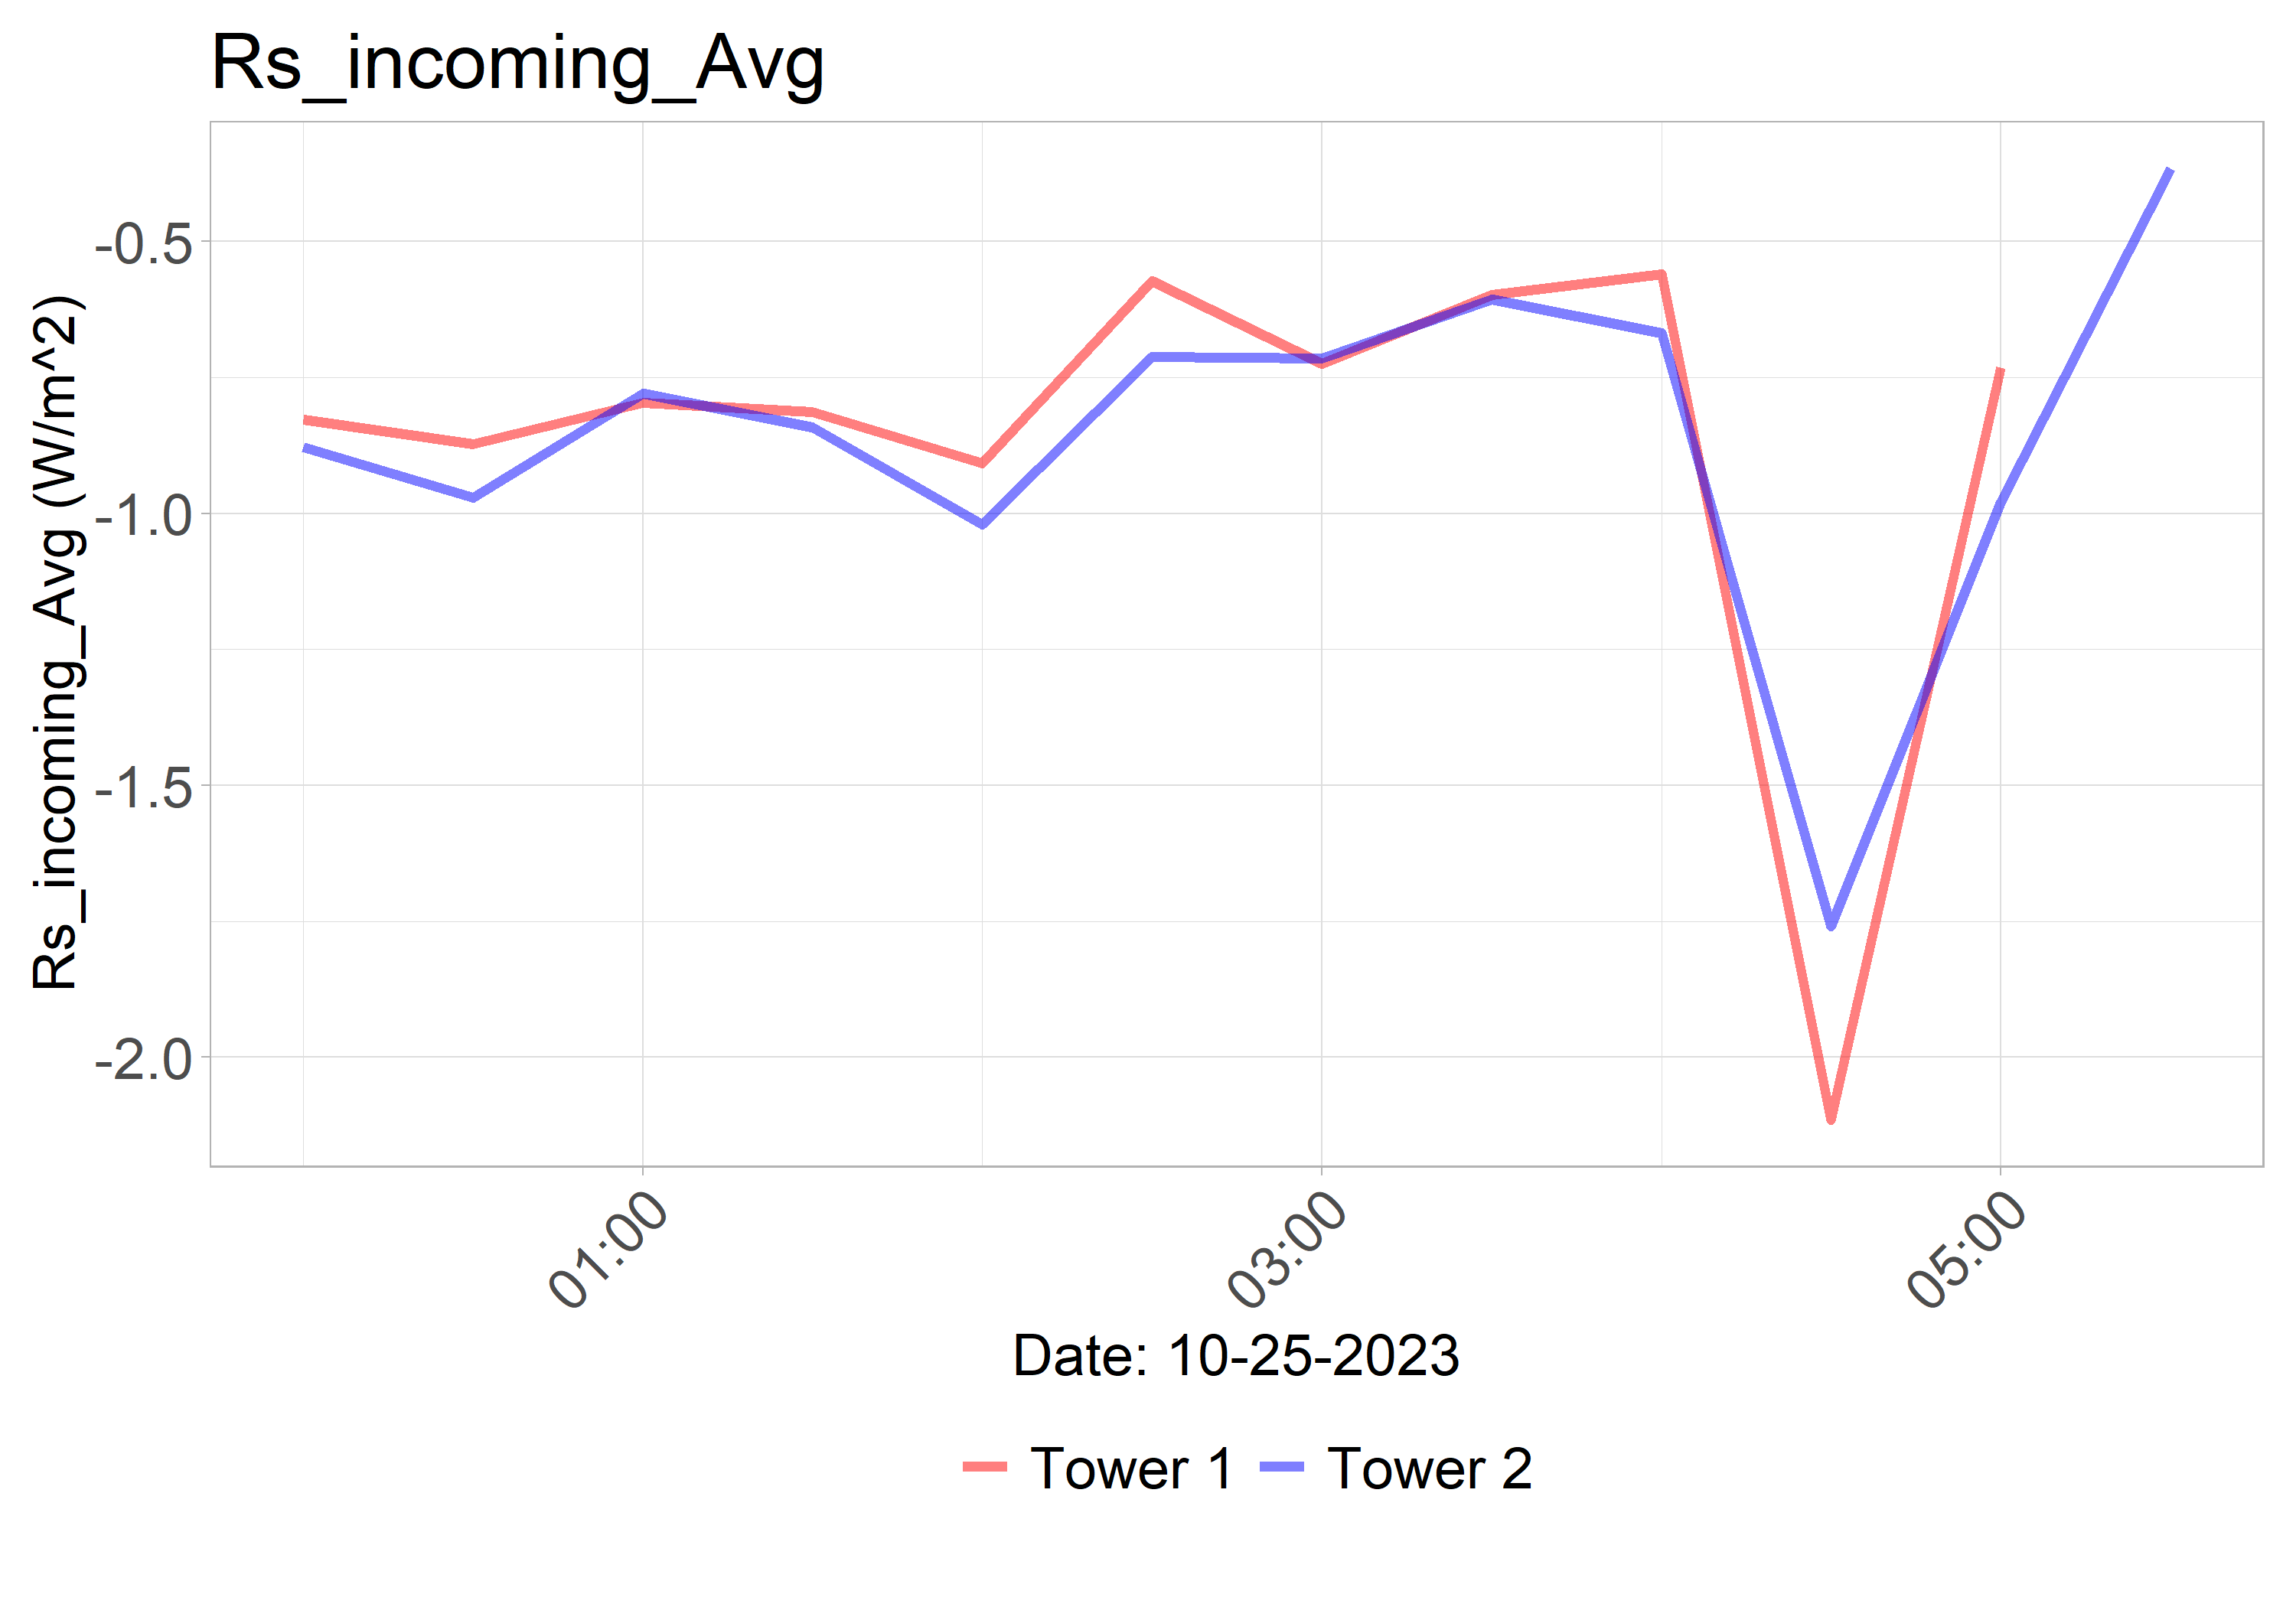 Rs_incoming_Avg
Rs_incoming_Avg (W/m^2)
-0.5
-1.0
-1.5
-2.0
01:00
03:00
05:00
Date: 10-25-2023
Tower 1
Tower 2